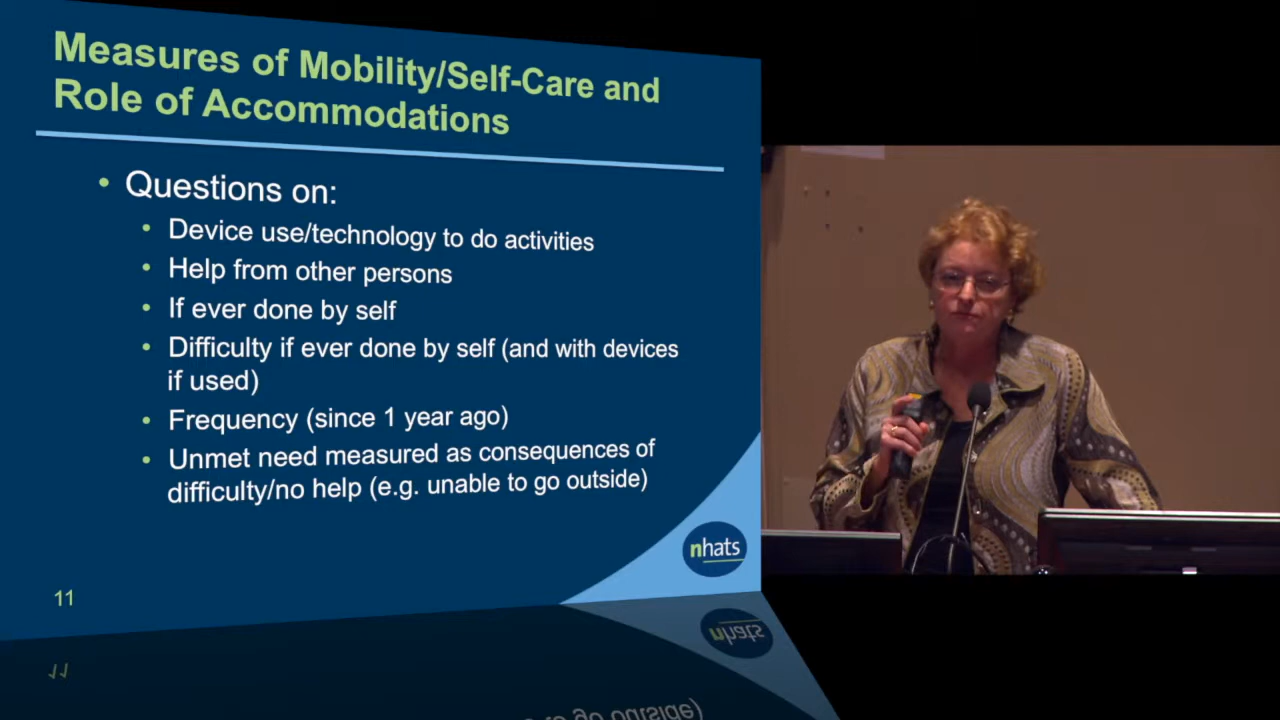 Measures of Mobility/Self-Care and
Role of Accommodations
• Questions on:
• Device use/technology to do activities
• Help from other persons
• If ever done by self
• Difficulty if ever done by self (and with devices
if used)
• Frequency (since 1 year ago)
• Unmet need measured as consequences of
difficulty/no help (e.g. unable to go outside)
nhats
11